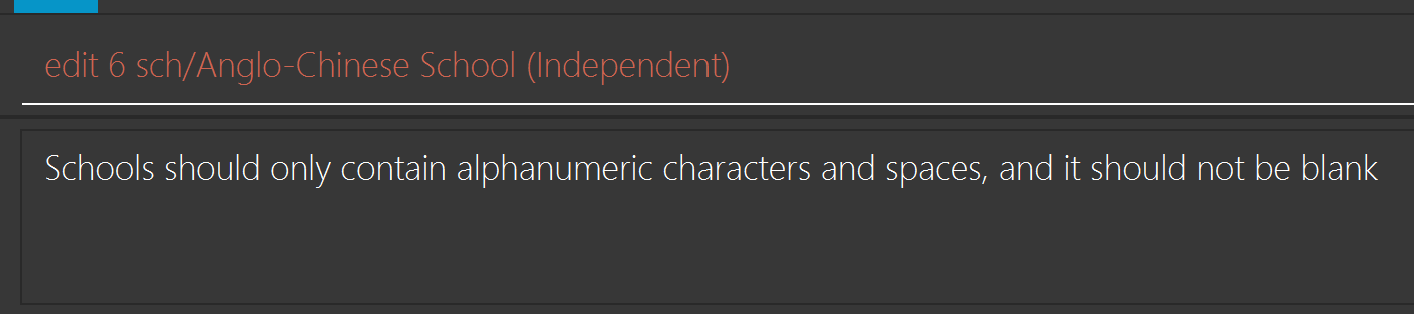 edit 6 sch/Anglo-Chinese School (Independent)
Schools should only contain alphanumeric characters and spaces, and it should not be blank